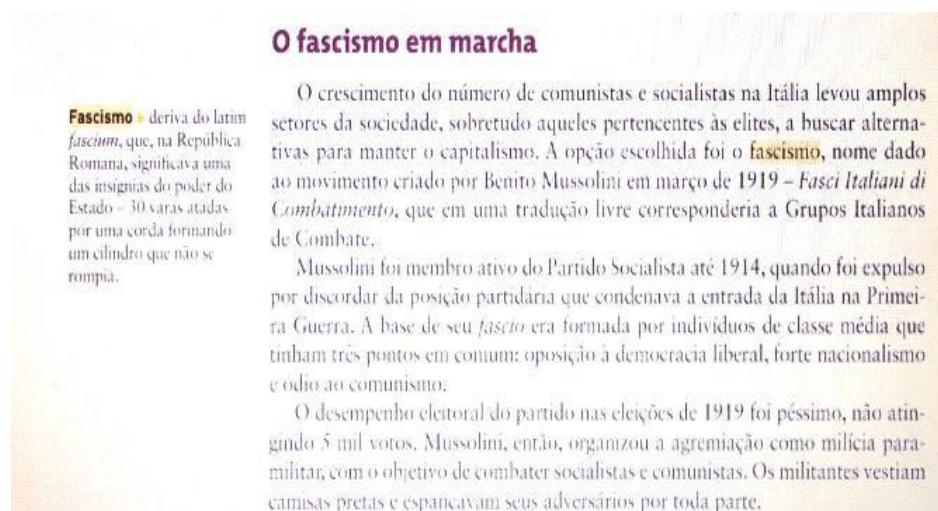 O fascismo em marcha
Fascismo deriva do latim
fascium, que, na República
Romana, significava uma
das insígnias do poder do
Estado – 30 varas atadas
por uma corda formando
um cilindro que não se
rompia.
O crescimento do número de comunistas e socialistas na Itália levou amplos
setores da sociedade, sobretudo aqueles pertencentes às elites, a buscar alterna-
tivas para manter o capitalismo. A opção escolhida foi o fascismo, nome dado
ao movimento criado por Benito Mussolini em março de 1919 – Fasci Italiani di
Combatimento, que em uma tradução livre corresponderia a Grupos Italianos
de Combate.
Mussolini foi membro ativo do Partido Socialista até 1914, quando foi expulso
por discordar da posição partidária que condenava a entrada da Itália na Primei-
ra Guerra. A base de seu fascio era formada por indivíduos de classe média que
tinham três pontos em comum: oposição à democracia liberal, forte nacionalismo
e ódio ao comunismo.
O desempenho eleitoral do partido nas eleições de 1919 foi péssimo, não atin-
gindo 5 mil votos. Mussolini, então, organizou a agremiação como milícia para-
militar, com o objetivo de combater socialistas e comunistas. Os militantes vestiam
camisas pretas e espancavam seus adversários por toda parte.